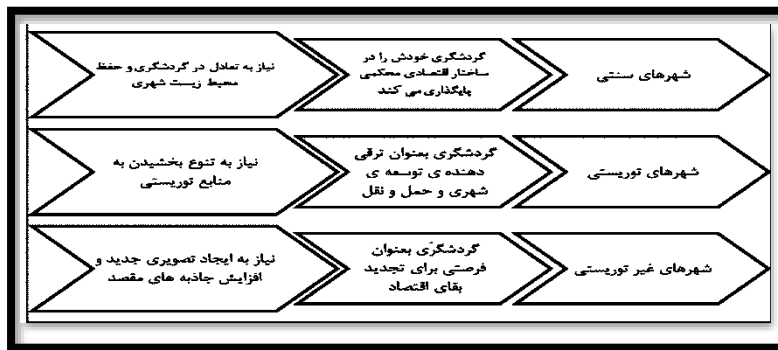 شهرهای سنتی
گردشگری خودش را در
ساختار اقتصادی محکمی
پایگذاری می کند
نیاز به تعادل در گردشگری و حفظ
محیط زیست شهری
شهرهای توریستی
گردشگری بعنوان ترقی
دهنده ی توسعه ی
شهری و حمل و نقل
نیاز به تنوع بخشیدن به
منابع توریستی
شهرهای غیر توریستی
گردشگری بعنوان
فرصتی برای تجدید
بقای اقتصاد
نیاز به ایجاد تصویری جدید و
افزایش جاذبه های مقصد